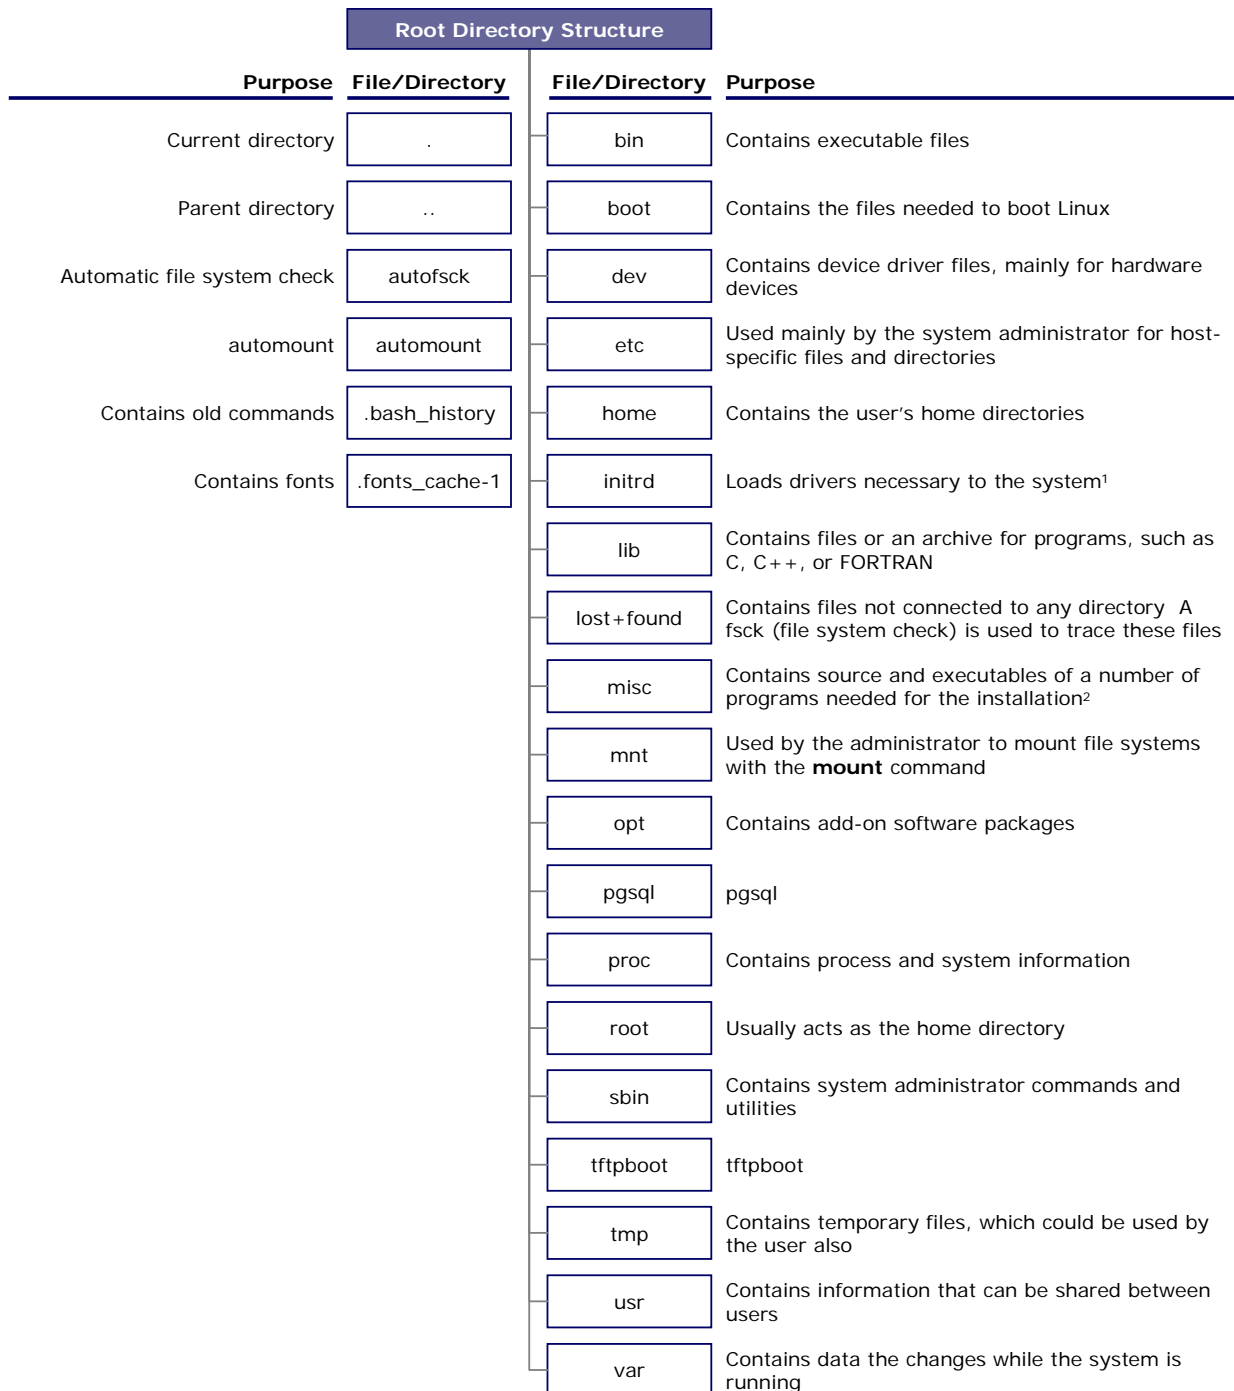 Root Directory Structure
Purpose File/Directory File/Directory Purpose
Current directory . bin Contains executable files
Parent directory .. boot Contains the files needed to boot Linux
Automatic file system check autofsck dev Contains device driver files, mainly for hardware
devices
automount automount etc Used mainly by the system administrator for host-
specific files and directories
Contains old commands .bash_history home Contains the user's home directories
Contains fonts .fonts_cache-1 initrd Loads drivers necessary to the system¹
lib Contains files or an archive for programs, such as
C, C++, or FORTRAN
lost+found Contains files not connected to any directory A
fsck (file system check) is used to trace these files
misc Contains source and executables of a number of
programs needed for the installation²
mnt Used by the administrator to mount file systems
with the mount command
opt Contains add-on software packages
pgsql pgsql
proc Contains process and system information
root Usually acts as the home directory
sbin Contains system administrator commands and
utilities
tftpboot tftpboot
tmp Contains temporary files, which could be used by
the user also
usr Contains information that can be shared between
users
var Contains data the changes while the system is
running